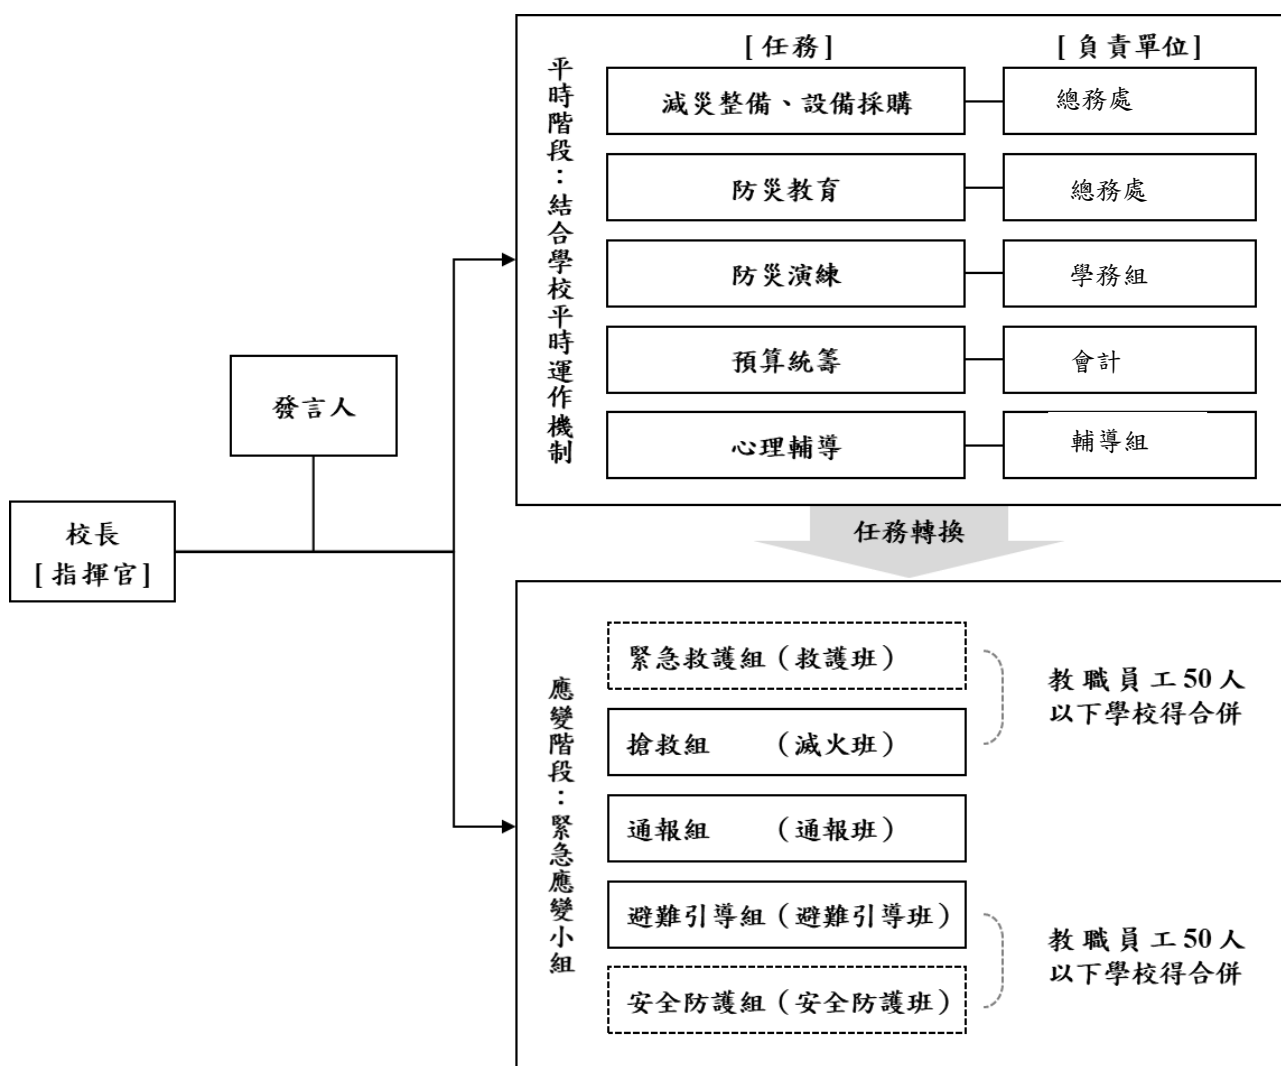 校長
[指揮官]
發言人
平時階段：結合學校平時運作機制
[任務]
[負責單位]
減災整備、設備採購
總務處
防災教育
總務處
防災演練
學務組
預算統籌
會計
心理輔導
輔導組
任務轉換
應變階段：緊急應變小組
緊急救護組（救護班）
搶救組　　（滅火班）
教職員工50人
以下學校得合併
通報組　　（通報班）
避難引導組（避難引導班）
安全防護組（安全防護班）
教職員工50人
以下學校得合併